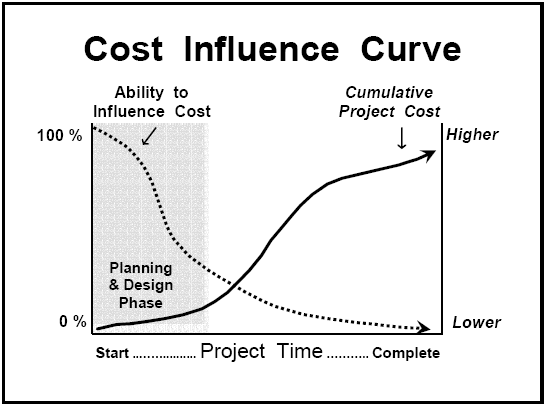 Cost Influence Curve
Ability to
Influence Cost
Cumulative
Project Cost
100 %
Higher
Planning
& Design
Phase
0 %
Lower
Start ................ Project Time ........... Complete